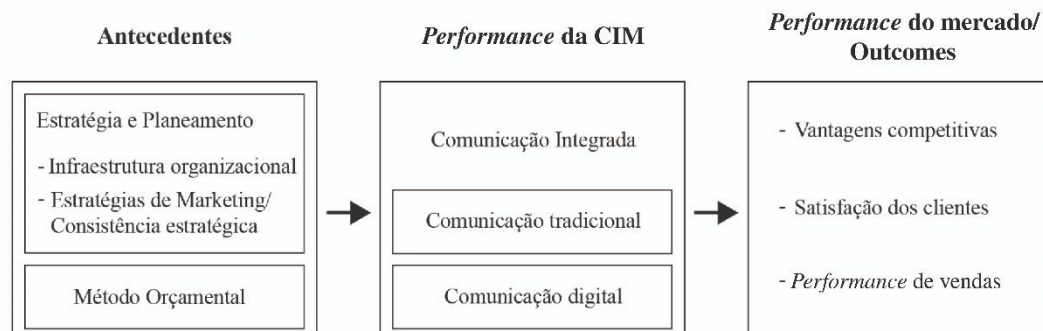 Antecedentes
Estratégia e Planeamento
- Infraestrutura organizacional
- Estratégias de Marketing/
Consistência estratégica
Método Orçamental
Performance da CIM
Comunicação Integrada
Comunicação tradicional
Comunicação digital
Performance do mercado/
Outcomes
- Vantagens competitivas
- Satisfação dos clientes
- Performance de vendas